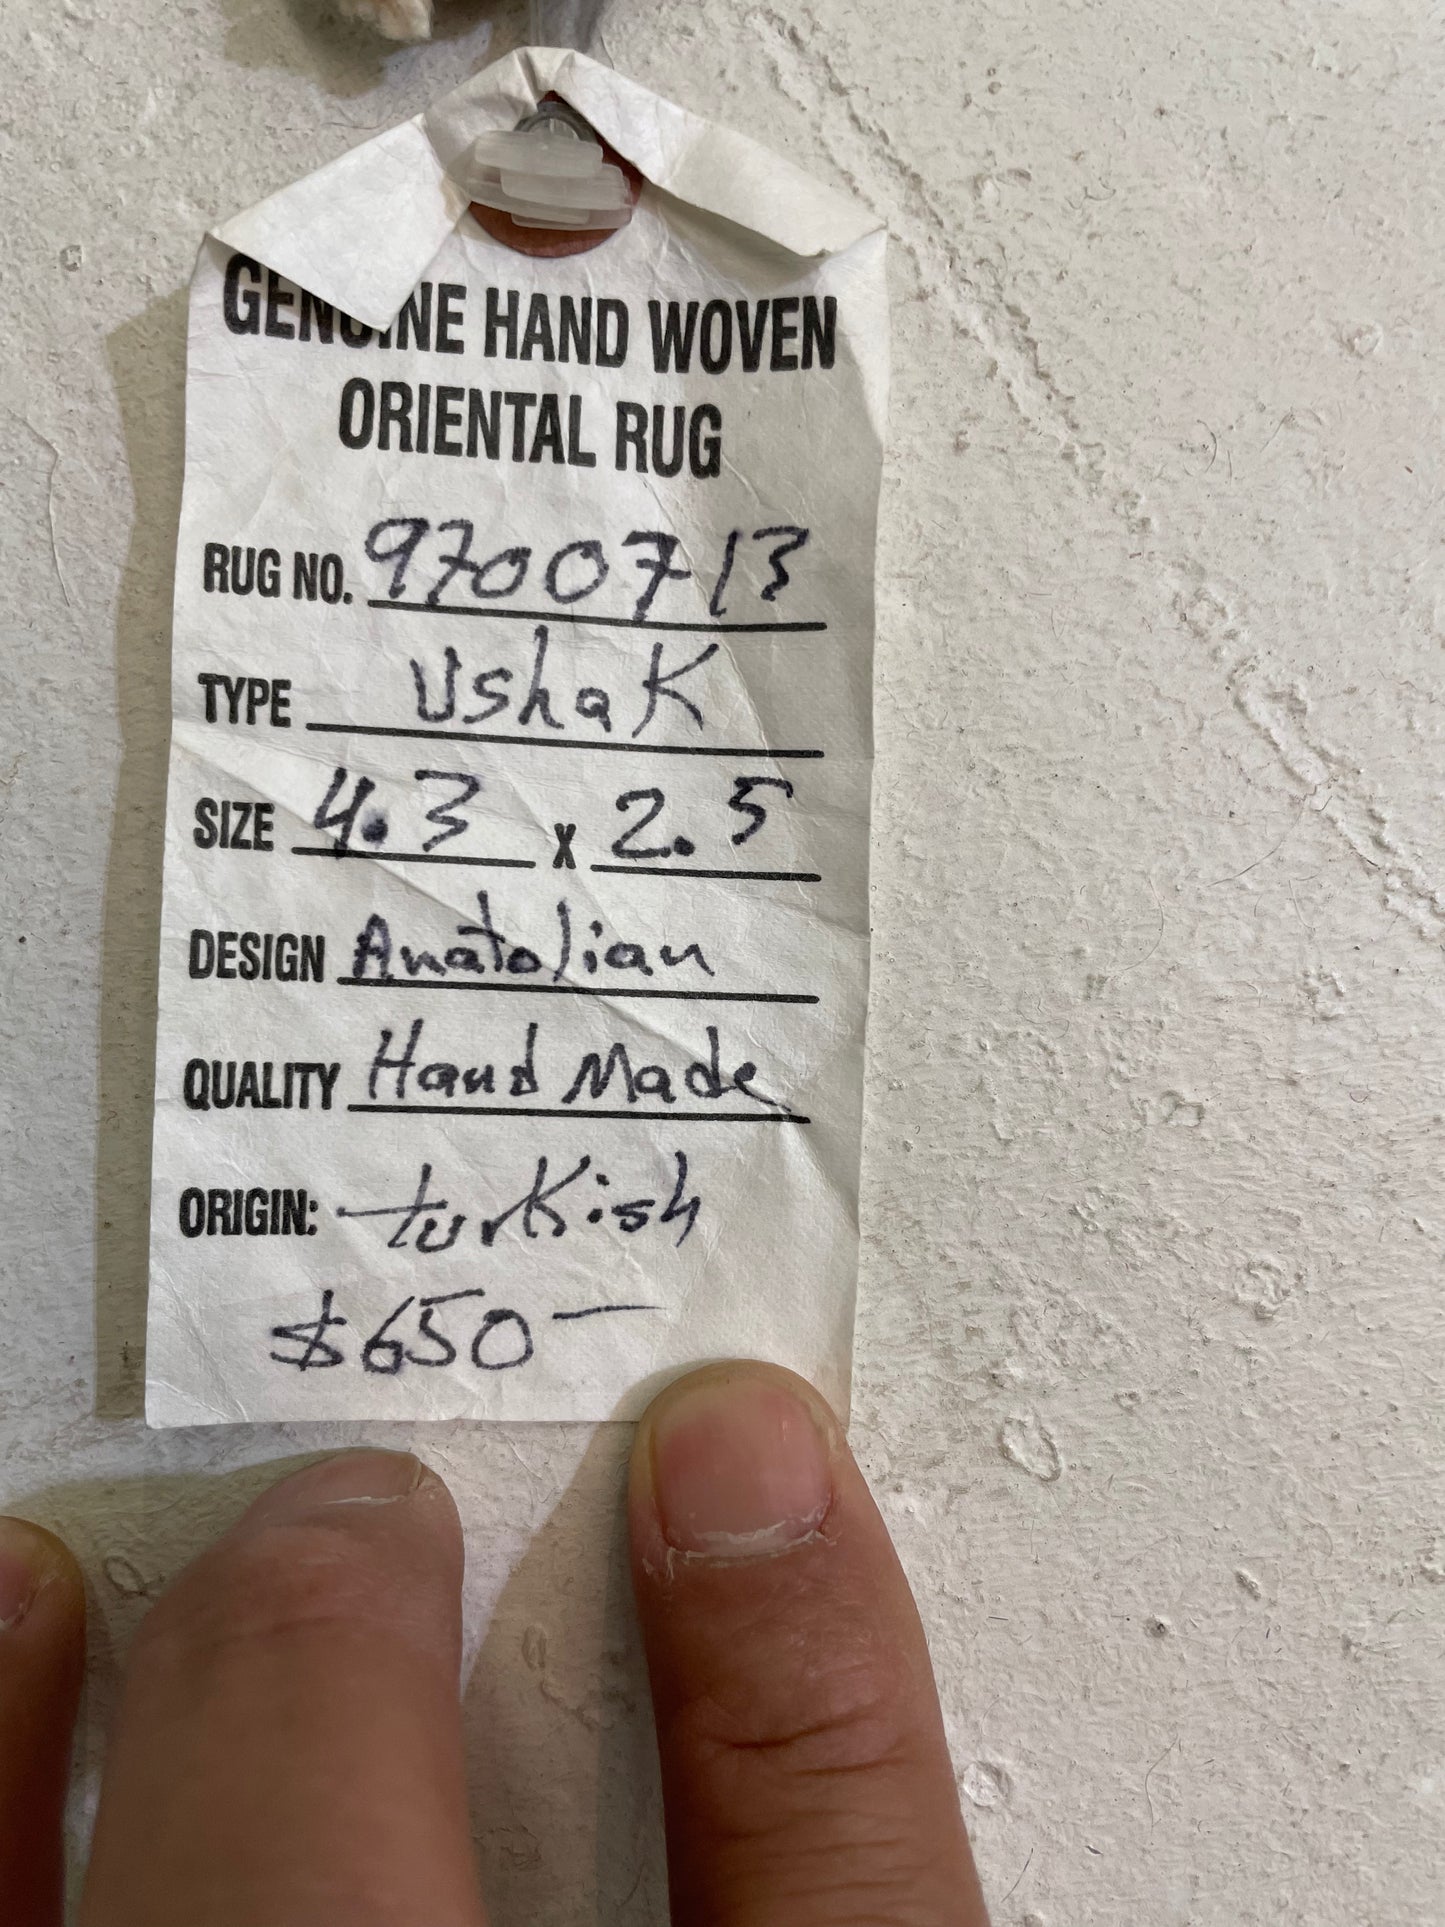 GENUINE HAND WOVEN
ORIENTAL RUG
RUG NO. 9700713
TYPE UshaK
SIZE 4.3 x 2.5
DESIGN Anatolian
QUALITY Hand Made
ORIGIN: turKish
$650-